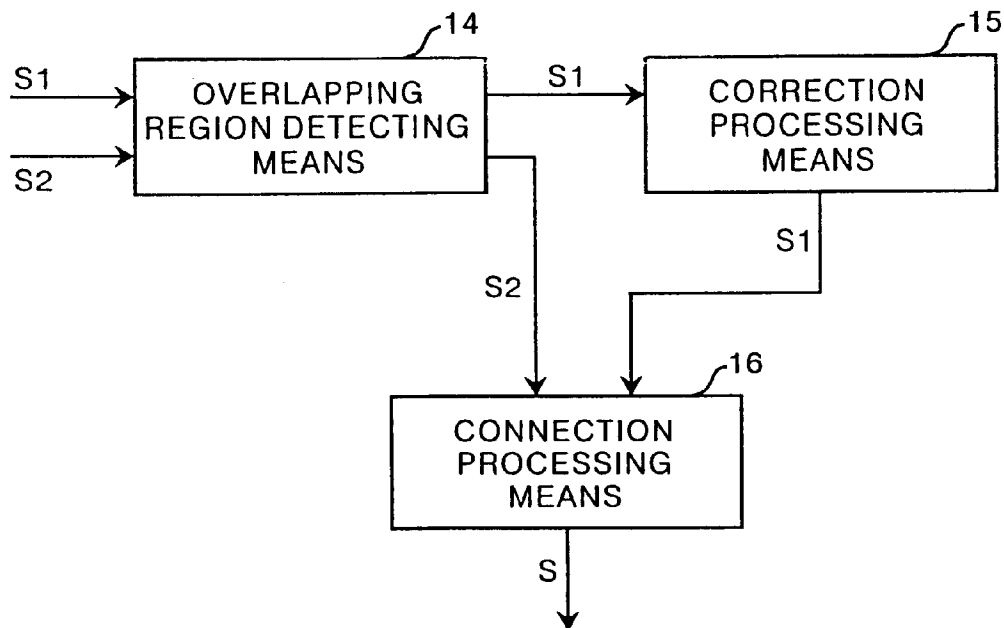 14
15
S1
S2
OVERLAPPING
REGION DETECTING
MEANS
S1
CORRECTION
PROCESSING
MEANS
S1
S2
16
CONNECTION
PROCESSING
MEANS
S